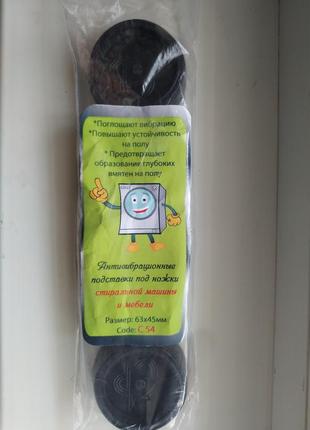 *Поглощают вибрацию
*Повышают устойчивость
на полу
* Предотвращает
образование глубоких
вмятен на полу
Антивибрационные
подставки под ножки
стиральной машины
и мебели
Размер: 63х45мм.
Code: C 54